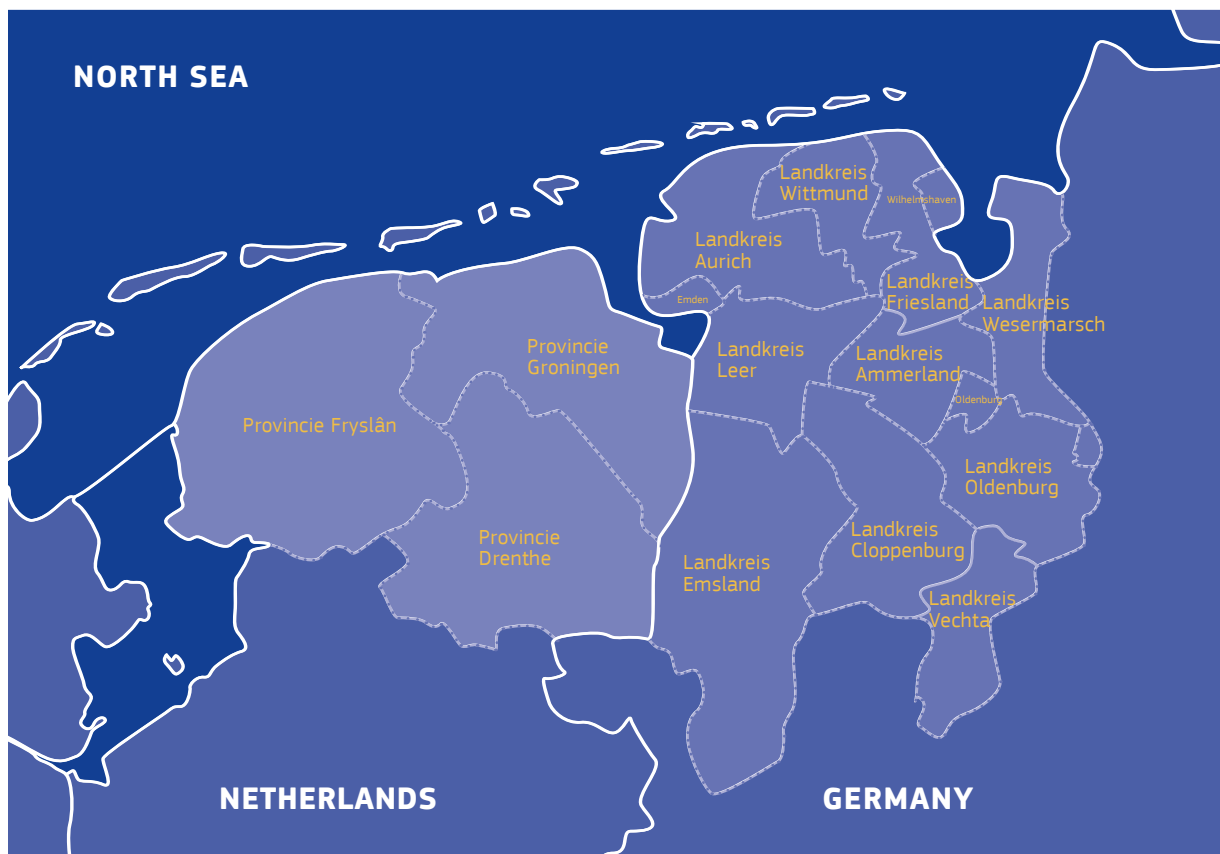 NORTH SEA
Landkreis
Wittmund
Wilhelmshaven
Landkreis
Aurich
Emden
Landkreis
Friesland
Landkreis
Wesermarsch
Provincie
Groningen
Landkreis
Leer
Landkreis
Ammerland
Oldenburg
Provincie Fryslân
Landkreis
Oldenburg
Provincie
Drenthe
Landkreis
Cloppenburg
Landkreis
Emsland
Landkreis
Vechta
NETHERLANDS
GERMANY